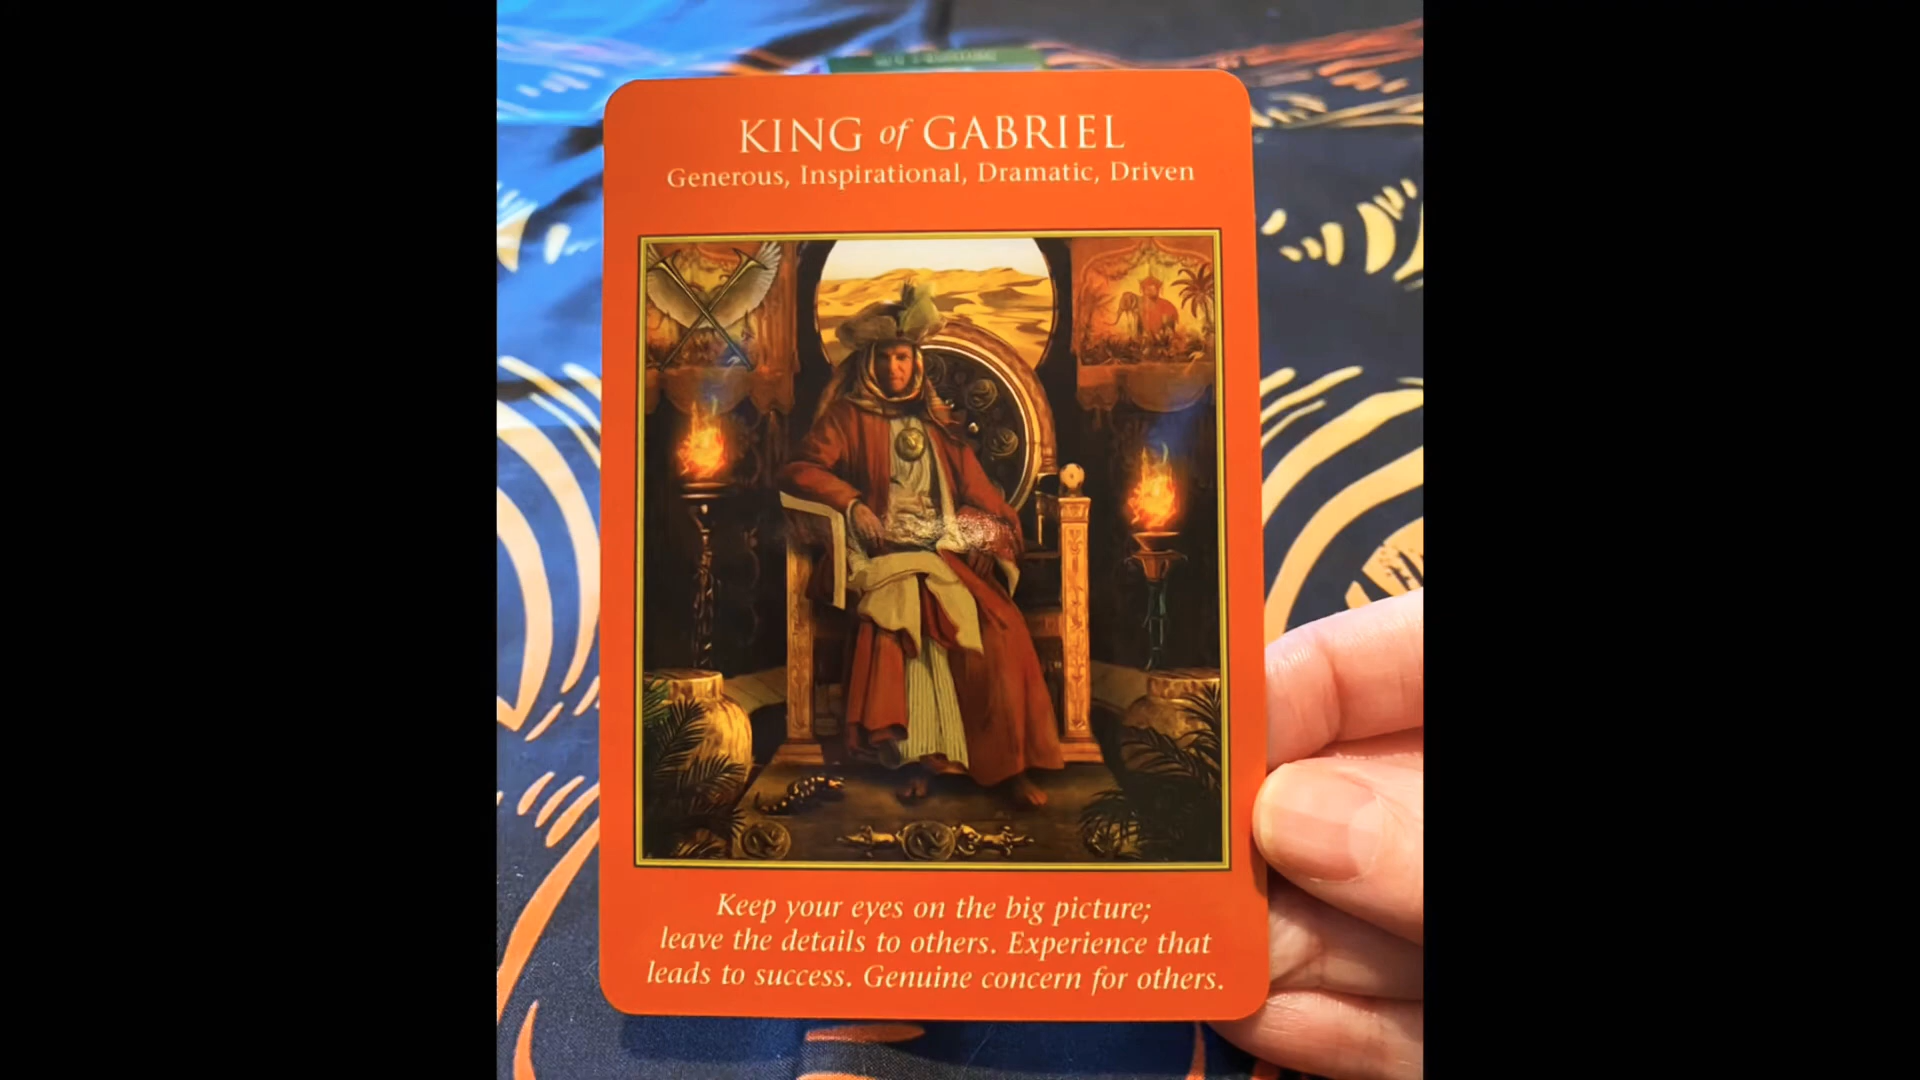 KING of GABRIEL
Generous, Inspirational, Dramatic, Driven
Keep your eyes on the big picture;
leave the details to others. Experience that
leads to success. Genuine concern for others.